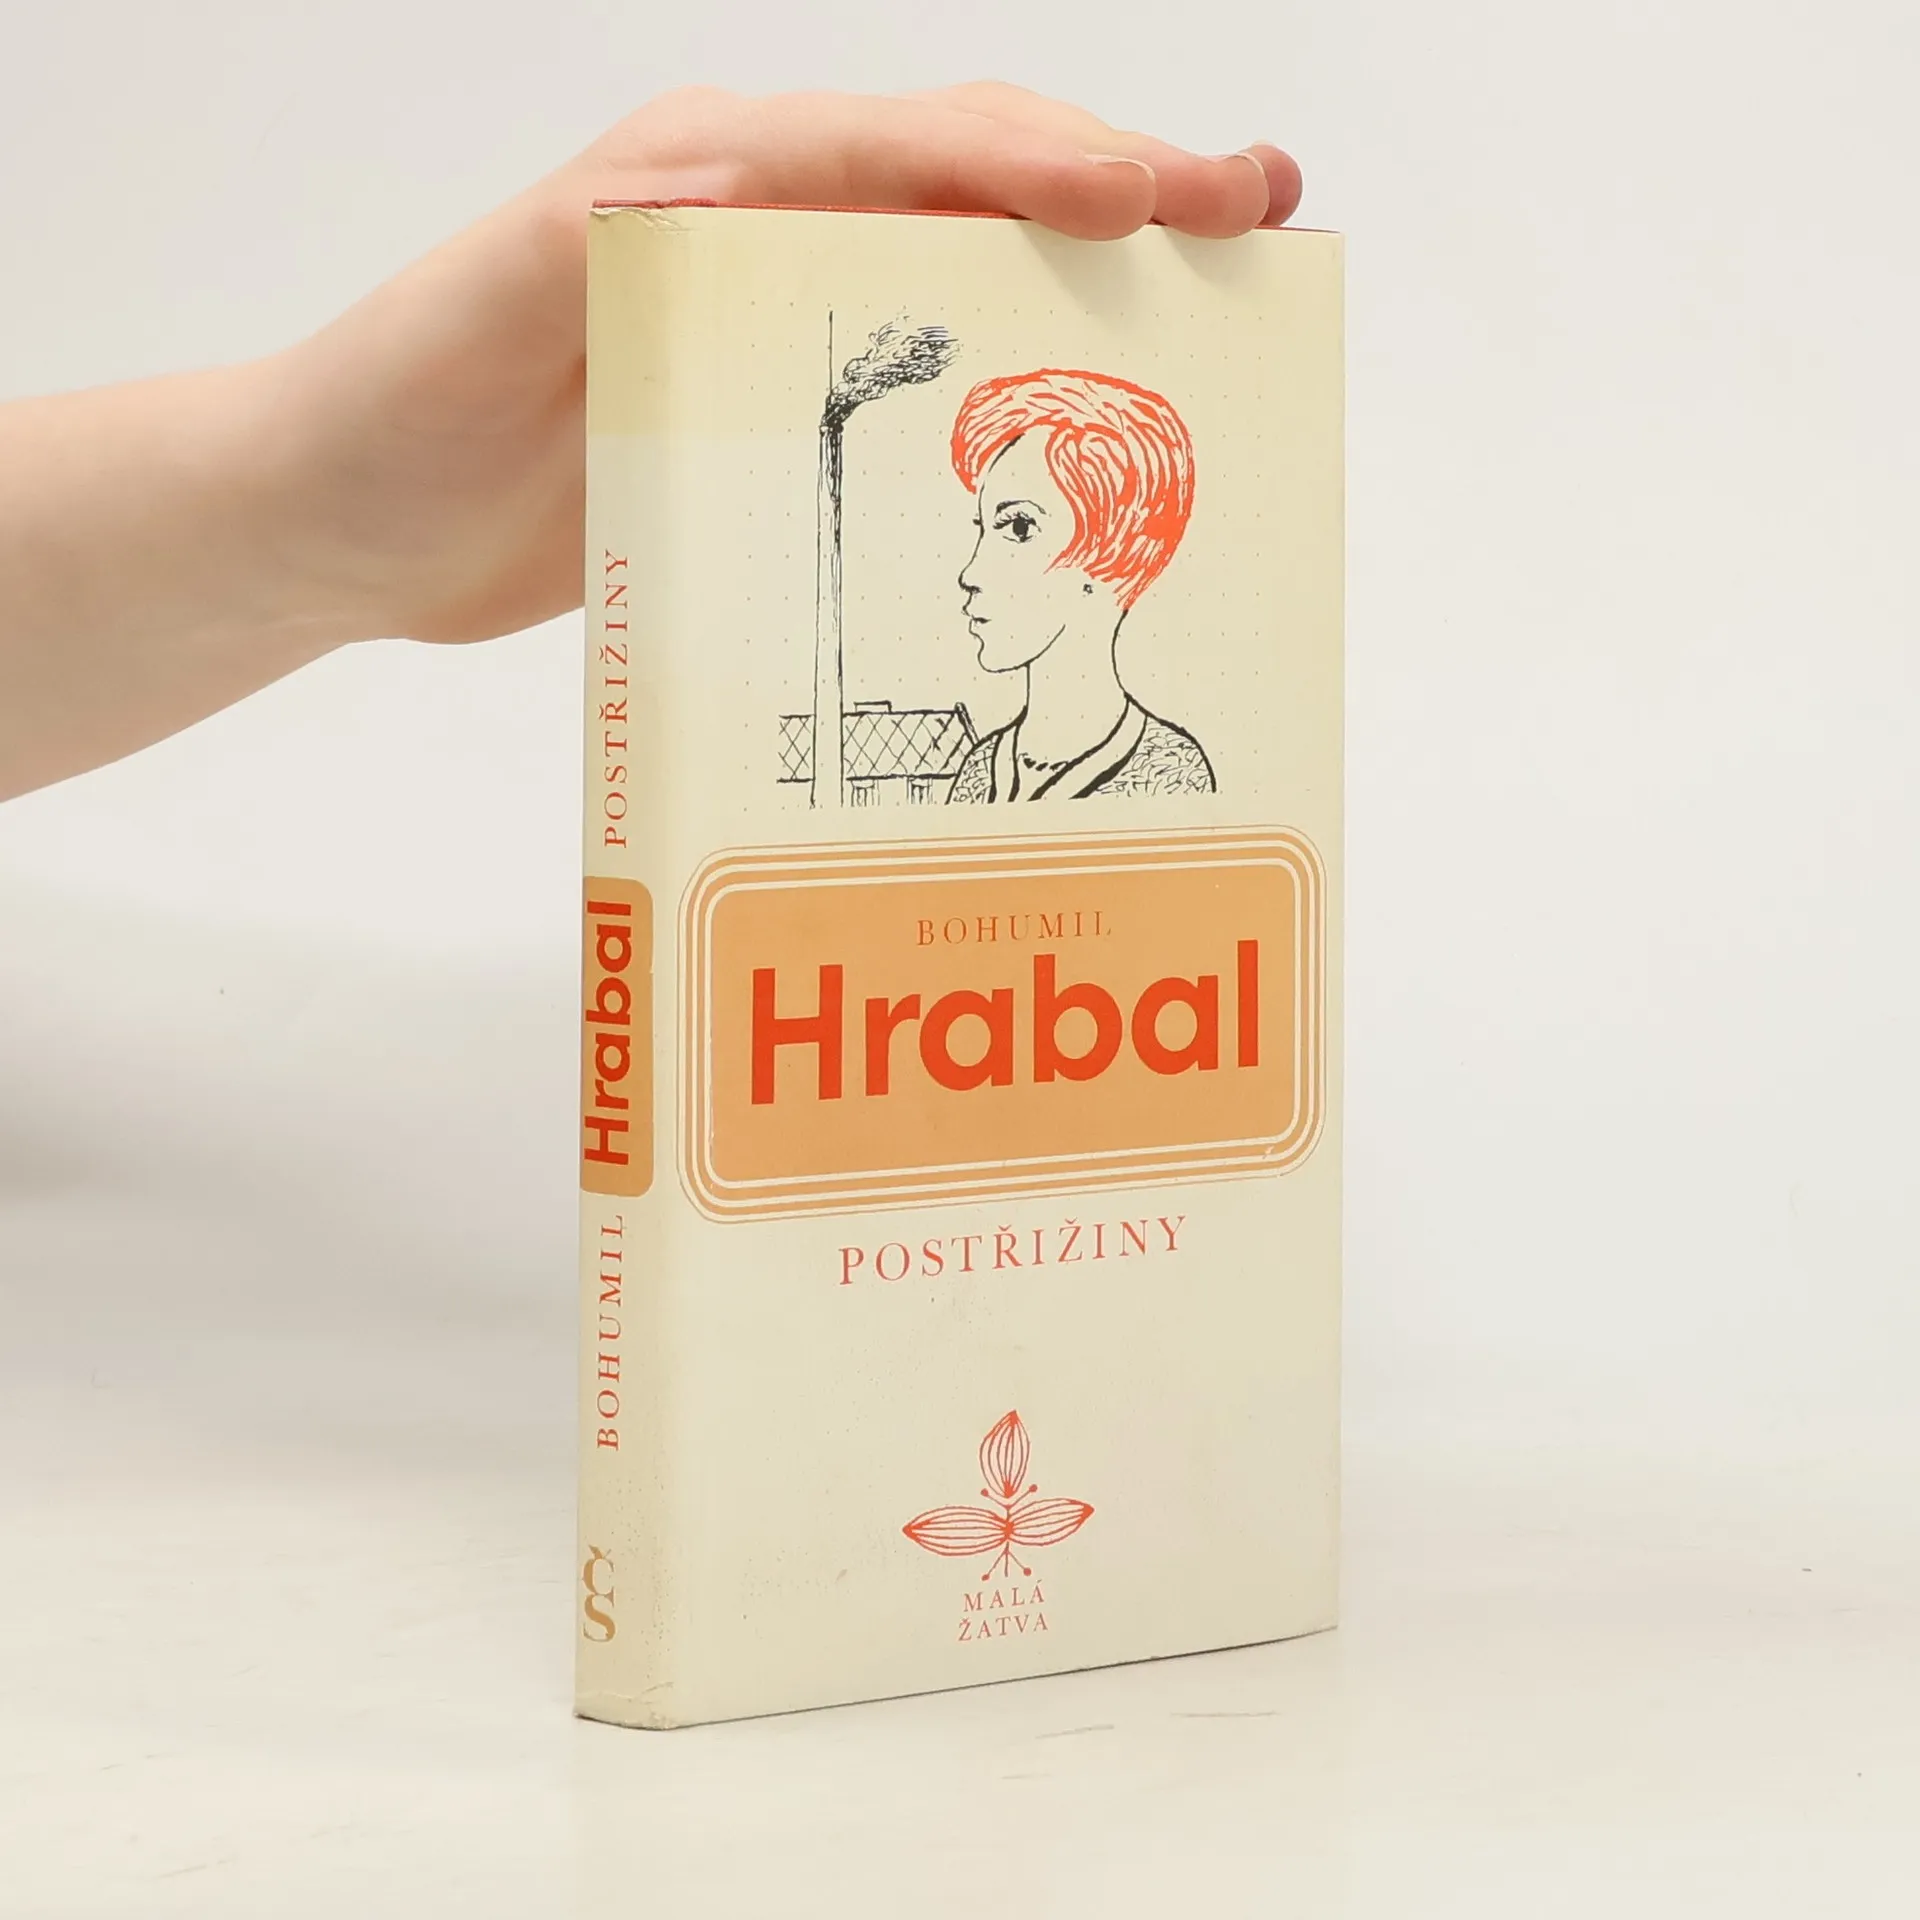 BOHUMIL Hrabal POSTŘIŽINY
ČS
BOHUMIL
Hrabal
POSTŘIŽINY
MALÁ
ŽATVA